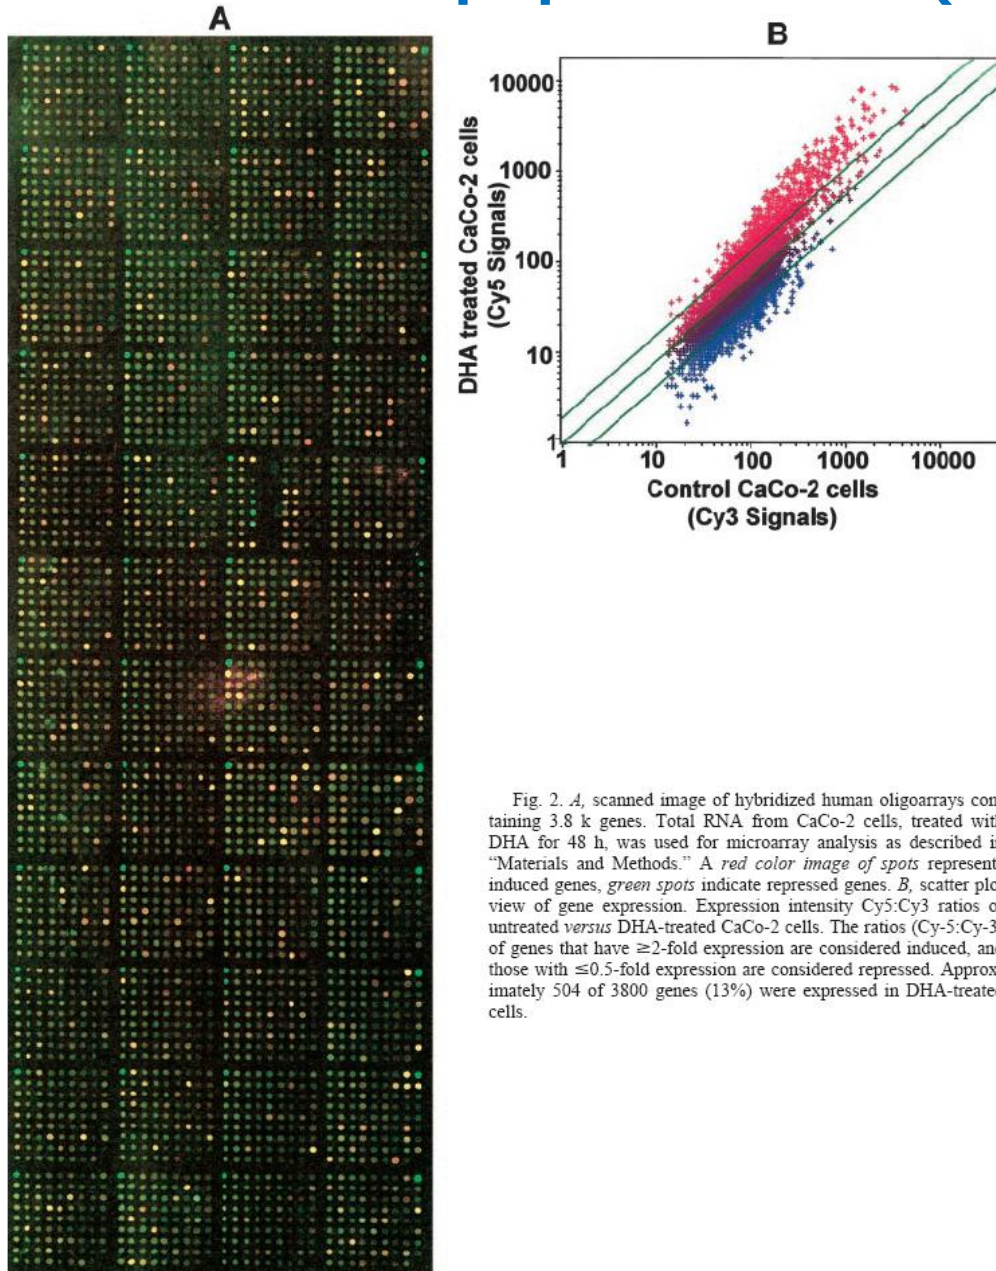 A
B
10000
1000
100
10
1
DHA treated CaCo-2 cells
(Cy5 Signals)
1 10 100 1000 10000
Control CaCo-2 cells
(Cy3 Signals)
Fig. 2. A, scanned image of hybridized human oligoarrays con
taining 3.8 k genes. Total RNA from CaCo-2 cells, treated with
DHA for 48 h, was used for microarray analysis as described in
“Materials and Methods.” A red color image of spots represent
induced genes, green spots indicate repressed genes. B, scatter plo
view of gene expression. Expression intensity Cy5:Cy3 ratios o
untreated versus DHA-treated CaCo-2 cells. The ratios (Cy-5:Cy-3
of genes that have ≥2-fold expression are considered induced, and
those with ≤0.5-fold expression are considered repressed. Approx
imately 504 of 3800 genes (13%) were expressed in DHA-treated
cells.